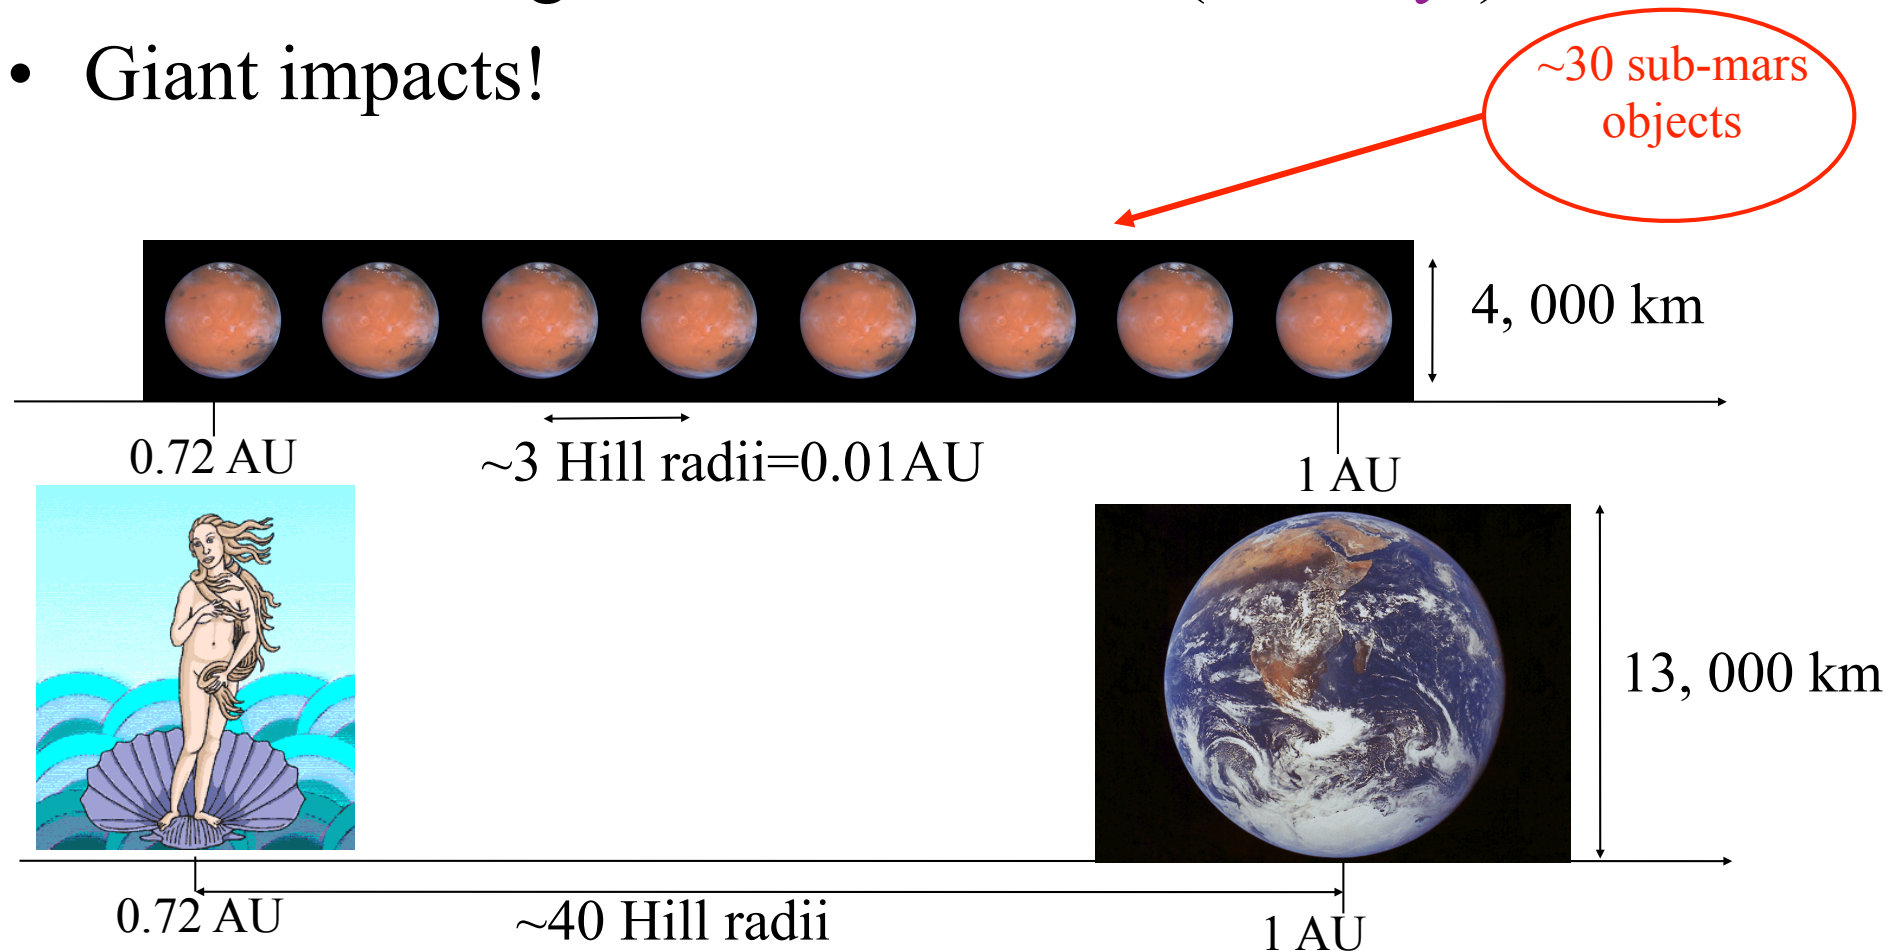 • Giant impacts!
~30 sub-mars
objects
4, 000 km
0.72 AU
~3 Hill radii=0.01AU
1 AU
13, 000 km
0.72 AU
~40 Hill radii
1 AU